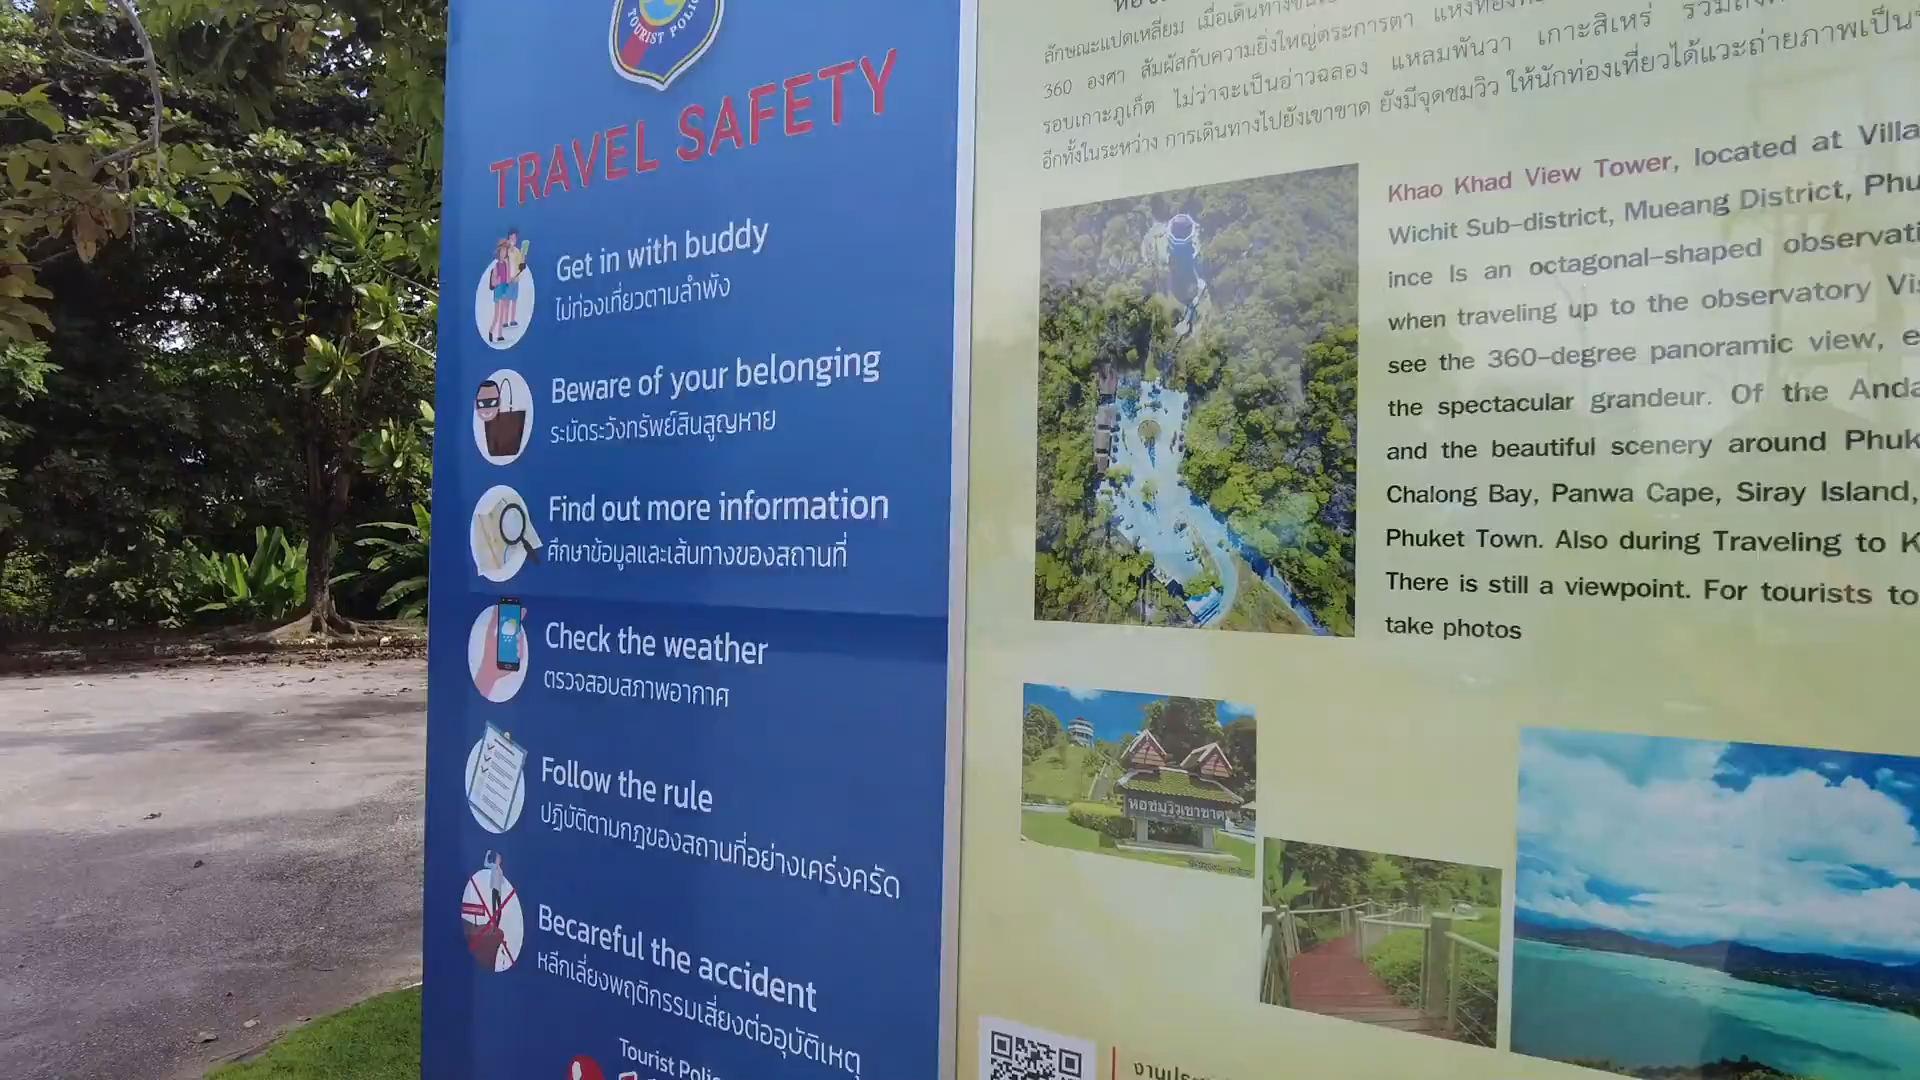 TOURIST POLI
TRAVEL SAFETY
Get in with buddy
ไม่ท่องเที่ยวตามลำพัง
Beware of your belonging
ระมัดระวังทรัพย์สินสูญหาย
Find out more information
ศึกษาข้อมูลและเส้นทางของสถานที่
Check the weather
ตรวจสอบสภาพอากาศ
Follow the rule
ปฏิบัติตามกฎของสถานที่อย่างเคร่งครัด
Becareful the accident
หลีกเลี่ยงพฤติกรรมเสี่ยงต่ออุบัติเหตุ
Tourist Polic
ลักษณะแปดเหลี่ยม เมื่อเดินทางขึ้น
360 องศา สัมผัสกับความยิ่งใหญ่ตระการตา แห่งท้องทะ
รอบเกาะภูเก็ต ไม่ว่าจะเป็นอ่าวฉลอง แหลมพันวา เกาะสิเหร่ รวมถึง
อีกทั้งในระหว่าง การเดินทางไปยังเขาขาด ยังมีจุดชมวิว ให้นักท่องเที่ยวได้แวะถ่ายภาพเป็น
Khao Khad View Tower, located at Villa
Wichit Sub-district, Mueang District, Phu
ince Is an octagonal-shaped observati
when traveling up to the observatory Vis
see the 360-degree panoramic view, e
the spectacular grandeur. Of the Anda
and the beautiful scenery around Phuk
Chalong Bay, Panwa Cape, Siray Island,
Phuket Town. Also during Traveling to K
There is still a viewpoint. For tourists to
take photos
หอชมวิวเขาขาด
งานประ